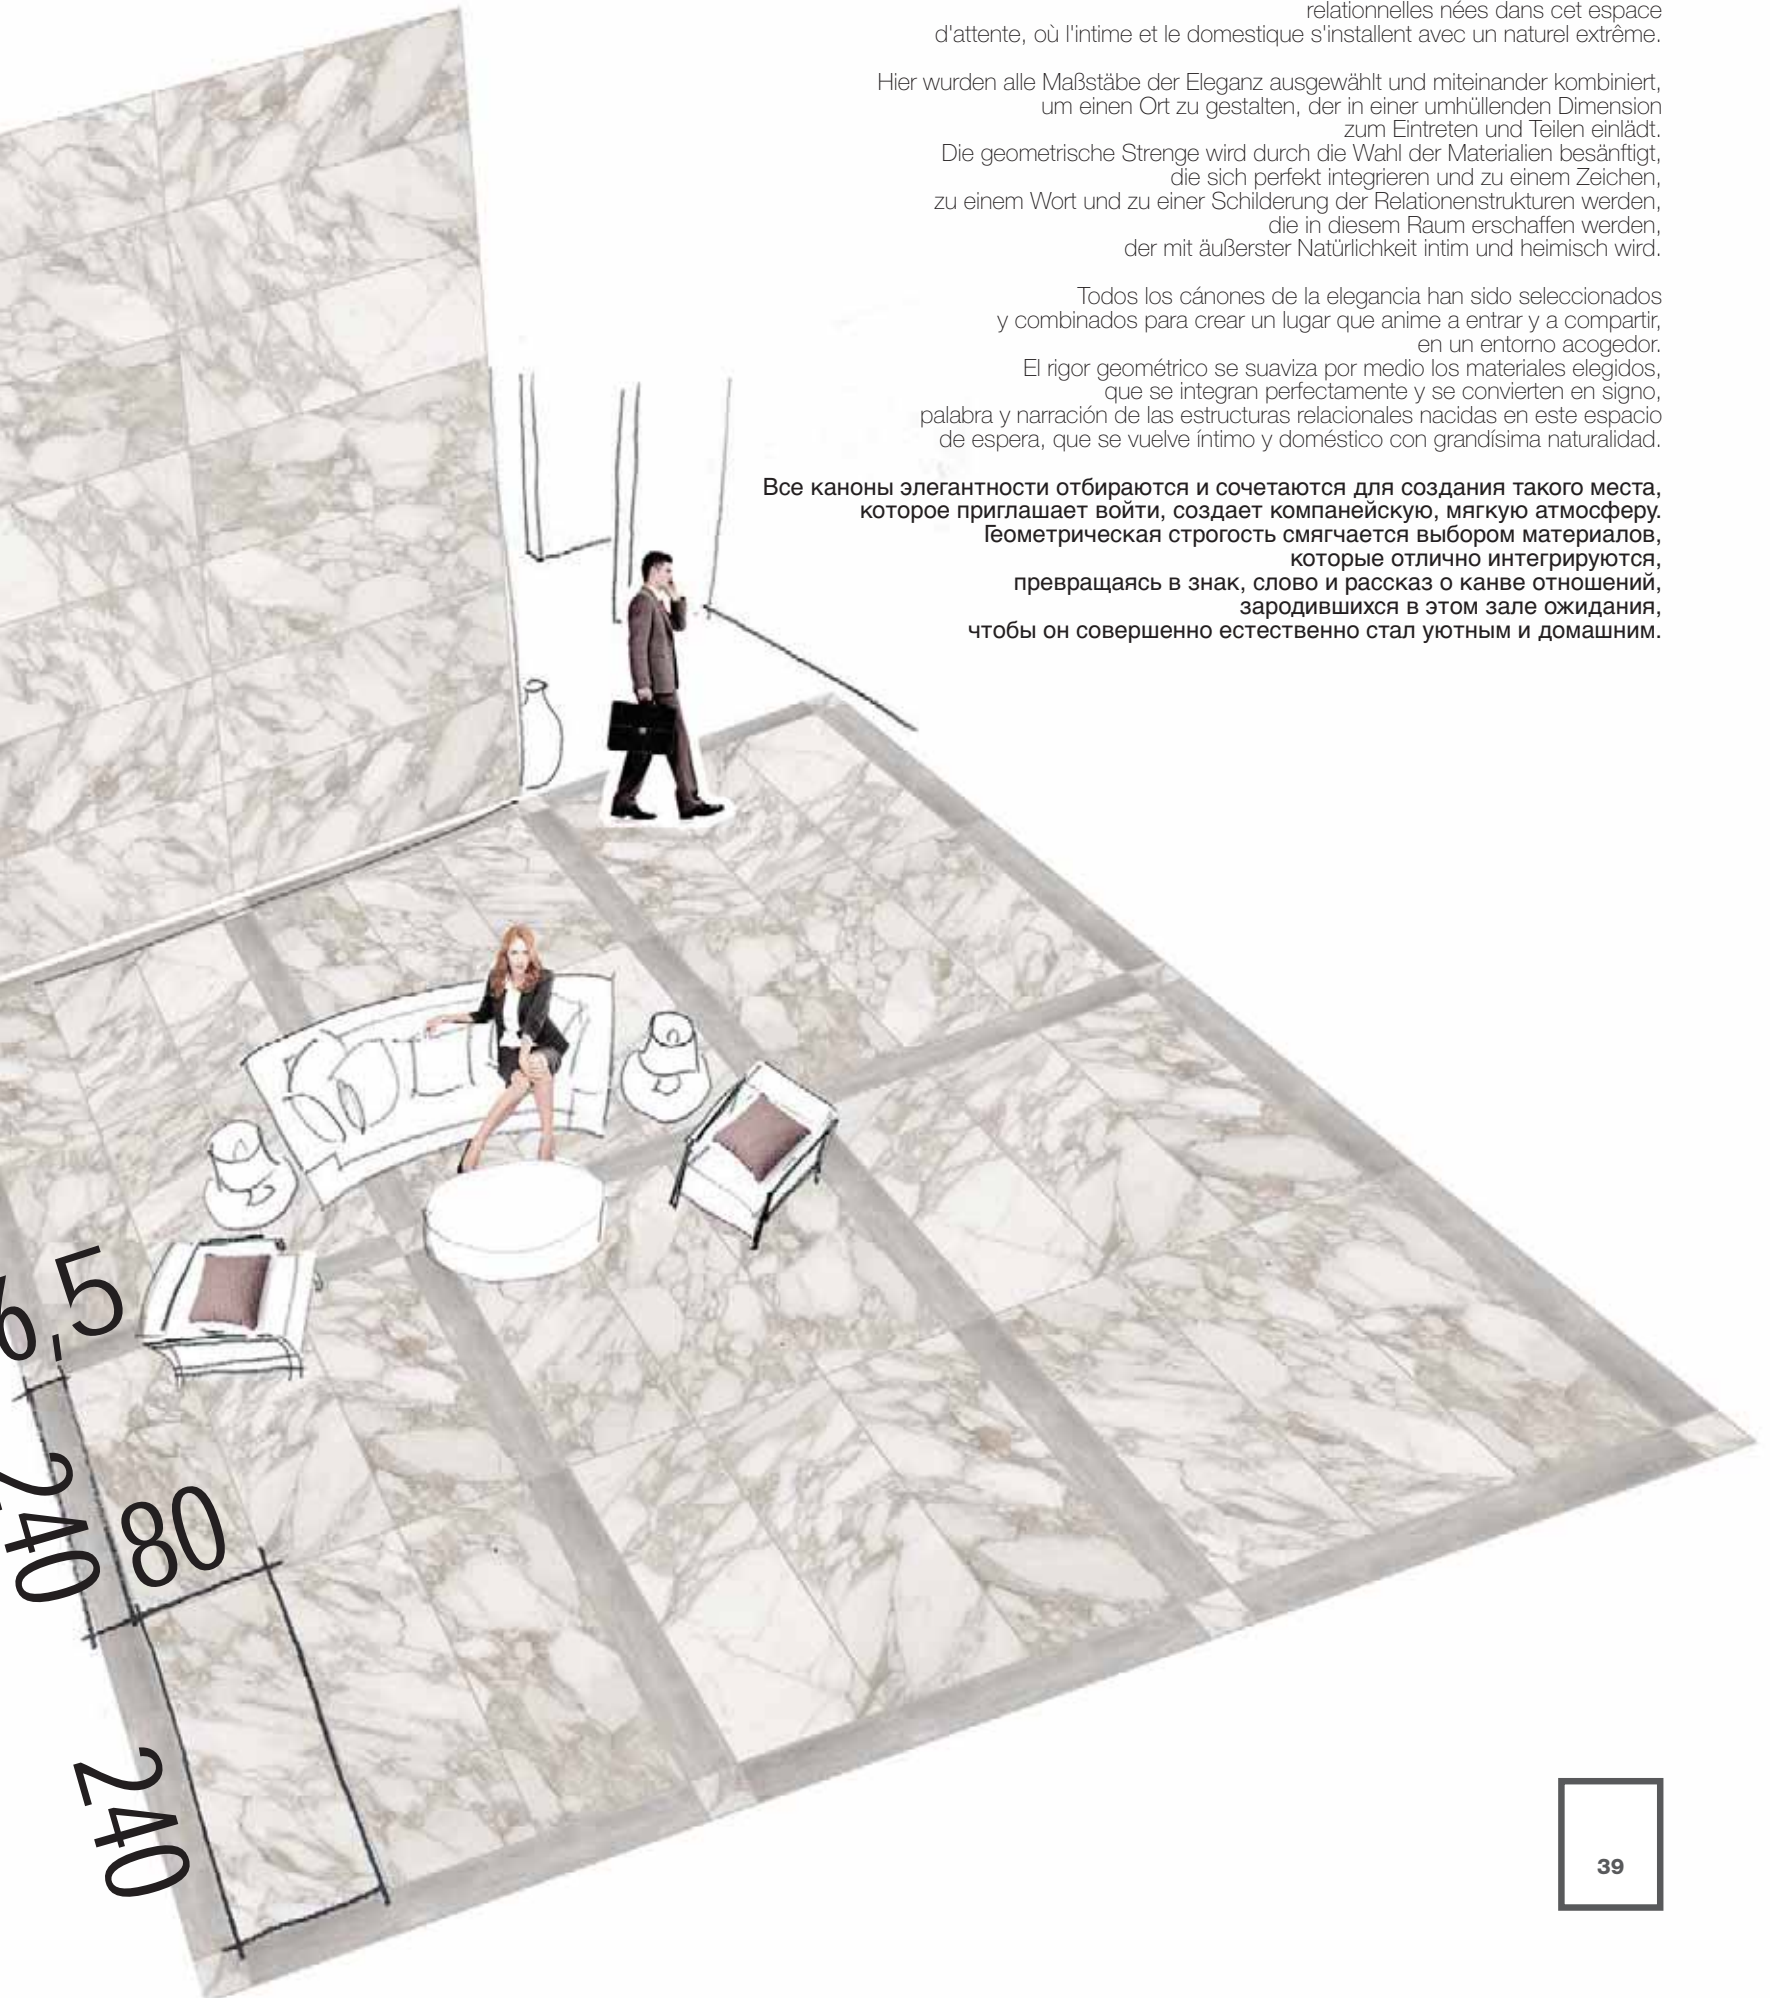 relationnelles nées dans cet espace
d'attente, où l'intime et le domestique s'installent avec un naturel extrême.
Hier wurden alle Maßstäbe der Eleganz ausgewählt und miteinander kombiniert,
um einen Ort zu gestalten, der in einer umhüllenden Dimension
zum Eintreten und Teilen einlädt.
Die geometrische Strenge wird durch die Wahl der Materialien besänftigt,
die sich perfekt integrieren und zu einem Zeichen,
zu einem Wort und zu einer Schilderung der Relationenstrukturen werden,
die in diesem Raum erschaffen werden,
der mit äußerster Natürlichkeit intim und heimisch wird.
Todos los cánones de la elegancia han sido seleccionados
y combinados para crear un lugar que anime a entrar y a compartir,
en un entorno acogedor.
El rigor geométrico se suaviza por medio los materiales elegidos,
que se integran perfectamente y se convierten en signo,
palabra y narración de las estructuras relacionales nacidas en este espacio
de espera, que se vuelve íntimo y doméstico con grandísima naturalidad.
Все каноны элегантности отбираются и сочетаются для создания такого места,
которое приглашает войти, создает компанейскую, мягкую атмосферу.
Геометрическая строгость смягчается выбором материалов,
которые отлично интегрируются,
превращаясь в знак, слово и рассказ о канве отношений,
зародившихся в этом зале ожидания,
чтобы он совершенно естественно стал уютным и домашним.
6,5
240
80
240
39